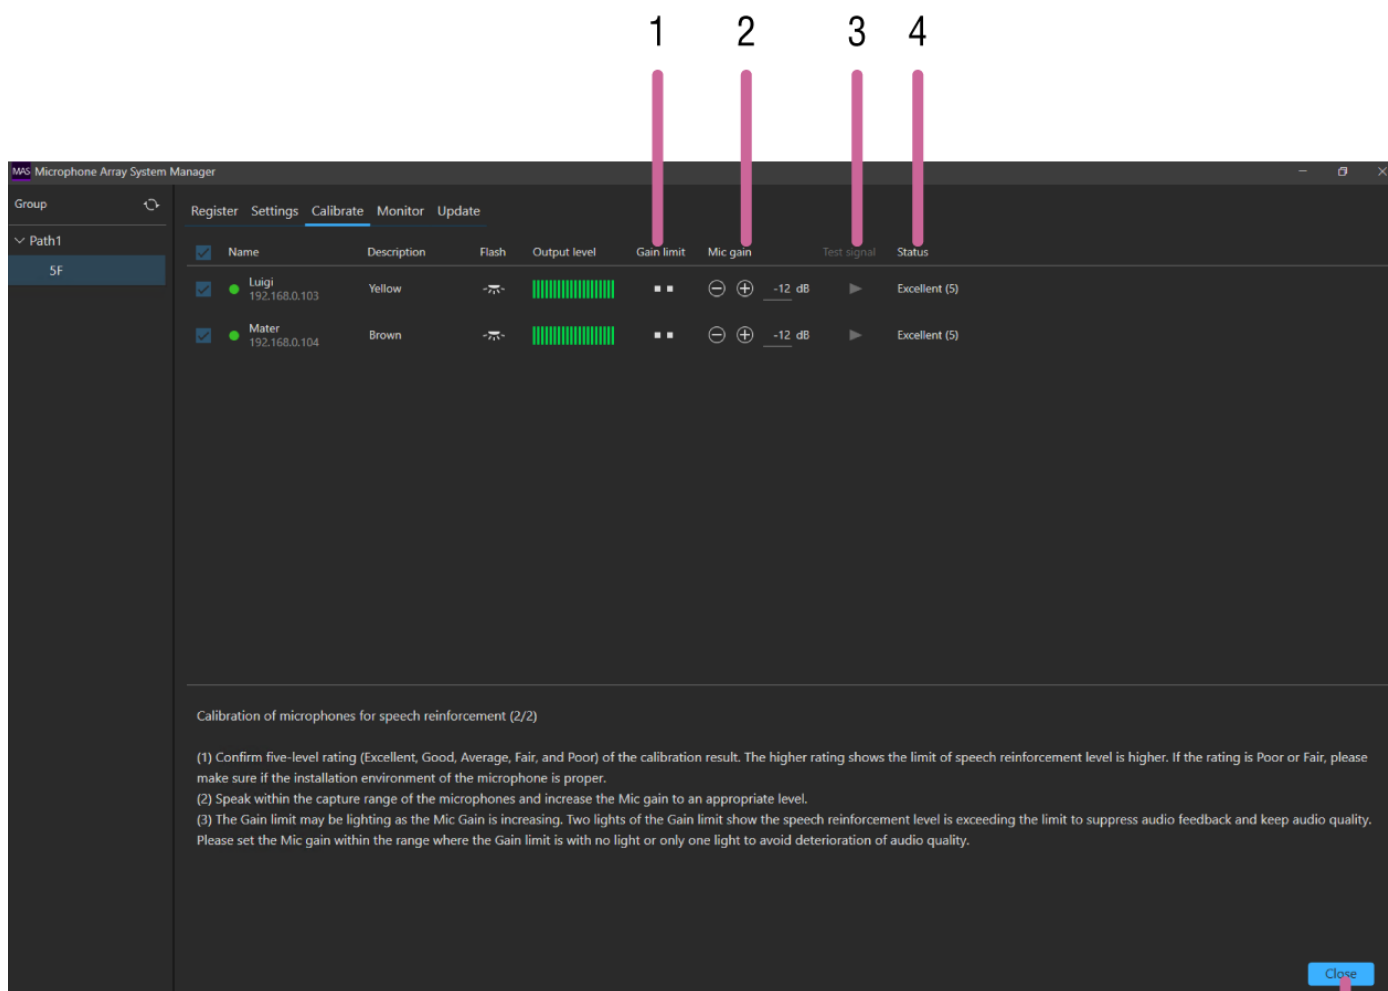 1 2 3 4
MAS Microphone Array System Manager
Group
Register Settings Calibrate Monitor Update
Path1
Name Description Flash Output level Gain limit Mic gain Test signal Status
5F
Luigi
192.168.0.103
Yellow -12 dB Excellent (5)
Mater
192.168.0.104
Brown -12 dB Excellent (5)
Calibration of microphones for speech reinforcement (2/2)
(1) Confirm five-level rating (Excellent, Good, Average, Fair, and Poor) of the calibration result. The higher rating shows the limit of speech reinforcement level is higher. If the rating is Poor or Fair, please
make sure if the installation environment of the microphone is proper.
(2) Speak within the capture range of the microphones and increase the Mic gain to an appropriate level.
(3) The Gain limit may be lighting as the Mic Gain is increasing. Two lights of the Gain limit show the speech reinforcement level is exceeding the limit to suppress audio feedback and keep audio quality.
Please set the Mic gain within the range where the Gain limit is with no light or only one light to avoid deterioration of audio quality.
Close